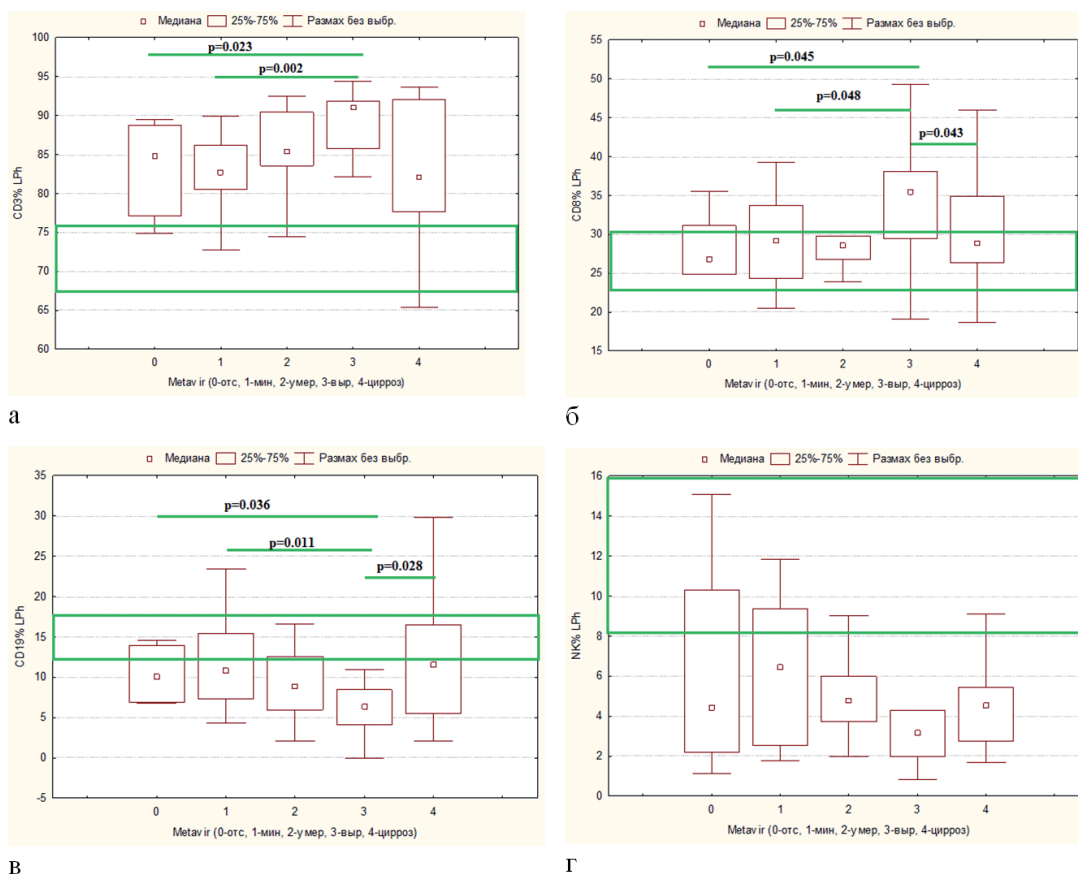 Медиана 25%-75% Размах без выбр.
100
95
90
85
80
75
70
65
60
CD3% LPh
p=0.023
p=0.002
0 1 2 3 4
Metavir (0-отс, 1-мин, 2-умер, 3-выр, 4-цирроз)
а
Медиана 25%-75% Размах без выбр.
55
50
45
40
35
30
25
20
15
CD8% LPh
p=0.045
p=0.048
p=0.043
0 1 2 3 4
Metavir (0-отс, 1-мин, 2-умер, 3-выр, 4-цирроз)
б
Медиана 25%-75% Размах без выбр.
35
30
25
20
15
10
5
0
-5
CD19% LPh
p=0.036
p=0.011
p=0.028
0 1 2 3 4
Metavir (0-отс, 1-мин, 2-умер, 3-выр, 4-цирроз)
в
Медиана 25%-75% Размах без выбр.
16
14
12
10
8
6
4
2
0
NK% LPh
0 1 2 3 4
Metavir (0-отс, 1-мин, 2-умер, 3-выр, 4-цирроз)
г